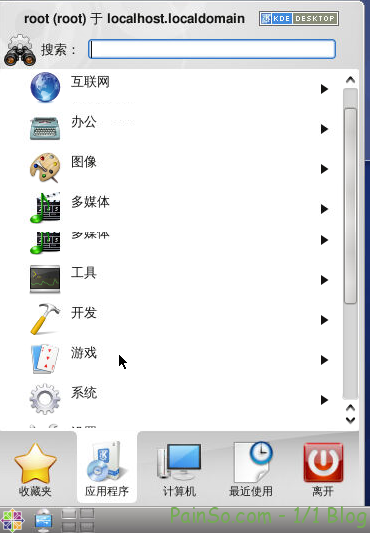 root (root) 于 localhost.localdomain KDE DESKTOP
搜索：
互联网
办公
图像
多媒体
多媒体
工具
开发
游戏
系统
收藏夹 应用程序 计算机 最近使用 离开
PainSo.com - 1/1 Blog